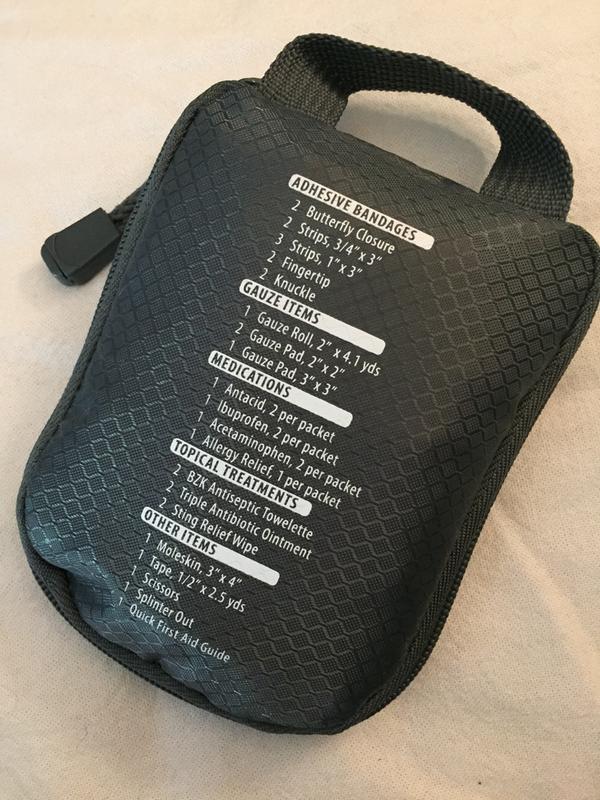 ADHESIVE BANDAGES
2 Butterfly Closure
2 Strips, 3/4" x 3"
3 Strips, 1" x 3"
2 Fingertip
2 Knuckle
GAUZE ITEMS
1 Gauze Roll, 2" x 4.1 yds
2 Gauze Pad, 2" x 2"
1 Gauze Pad, 3" x 3"
MEDICATIONS
1 Antacid, 2 per packet
1 Ibuprofen, 2 per packet
1 Acetaminophen, 2 per packet
1 Allergy Relief, 1 per packet
TOPICAL TREATMENTS
2 BZK Antiseptic Towelette
2 Triple Antibiotic Ointment
2 Sting Relief Wipe
OTHER ITEMS
1 Moleskin, 3" x 4"
1 Tape, 1/2" x 2.5 yds
1 Scissors
1 Splinter Out
1 Quick First Aid Guide